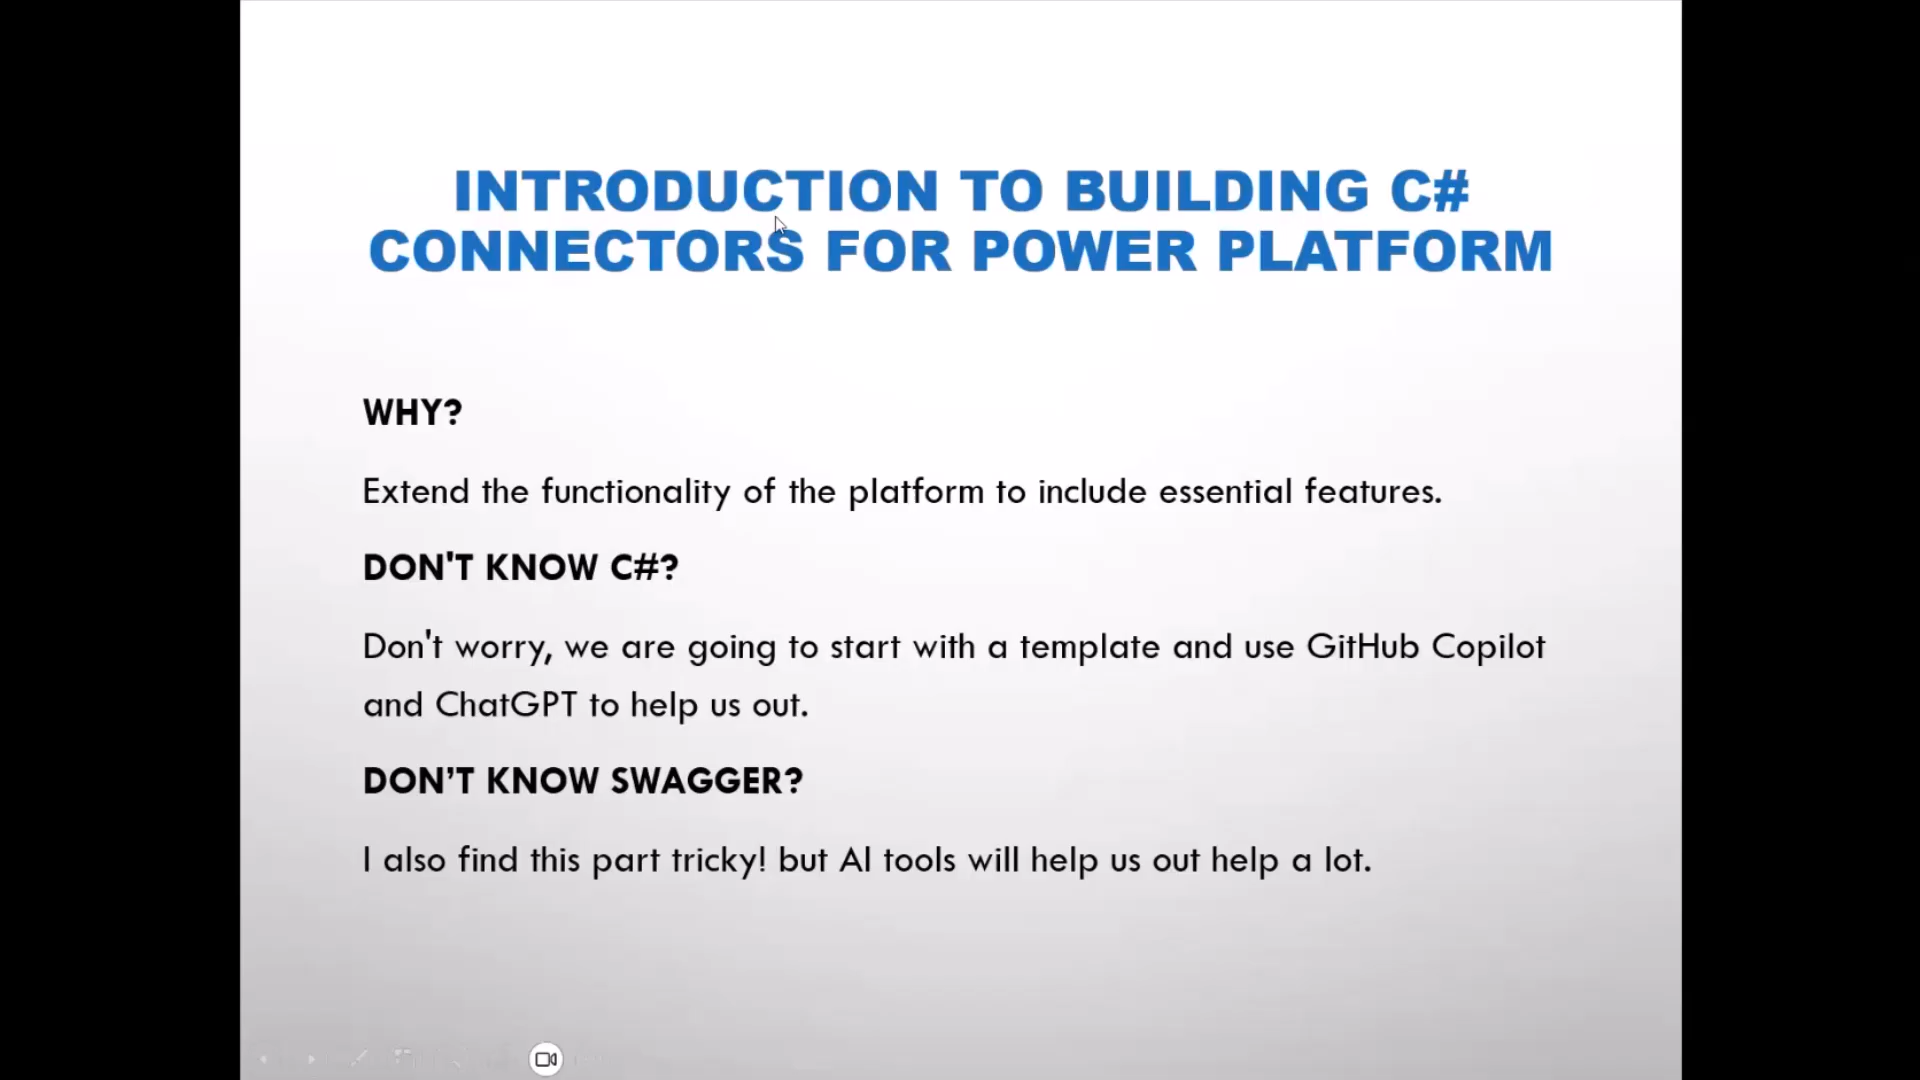 INTRODUCTION TO BUILDING C#
CONNECTORS FOR POWER PLATFORM
WHY?
Extend the functionality of the platform to include essential features.
DON'T KNOW C#?
Don't worry, we are going to start with a template and use GitHub Copilot
and ChatGPT to help us out.
DON’T KNOW SWAGGER?
I also find this part tricky! but AI tools will help us out help a lot.